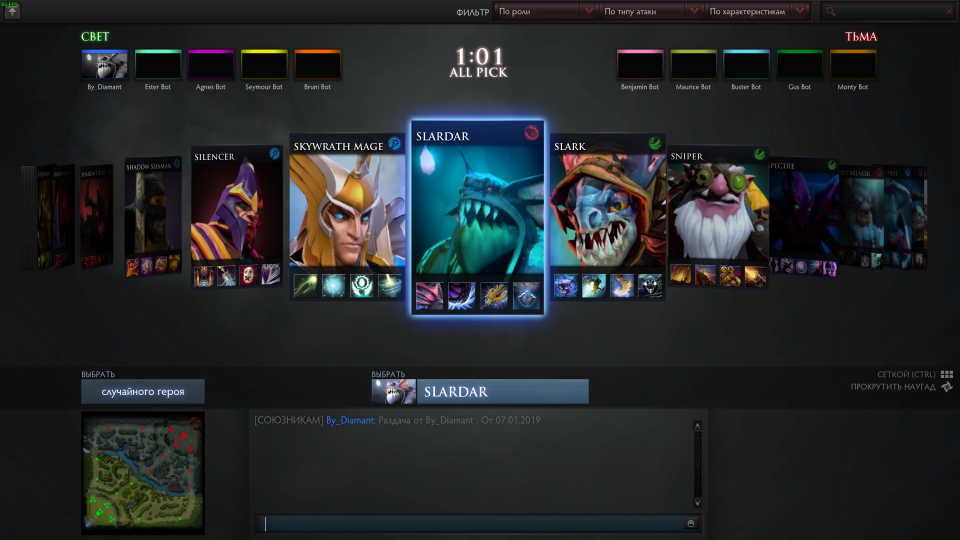 60 FPS
ФИЛЬТР По роли По типу атаки По характеристикам
СВЕТ
1:01
ALL PICK
ТЬМА
By_Diamant Ester Bot Agnes Bot Seymour Bot Bruni Bot
Benjamin Bot Maurice Bot Buster Bot Gus Bot Monty Bot
SHADOW SHAMAN SILENCER SKYWRATH MAGE SLARDAR SLARK SNIPER
ВЫБРАТЬ
случайного героя
ВЫБРАТЬ
SLARDAR
СЕТКОЙ (CTRL)
ПРОКРУТИТЬ НАУГАД
[СОЮЗНИКАМ] By_Diamant: Раздача от By_Diamant . От 07.01.2019